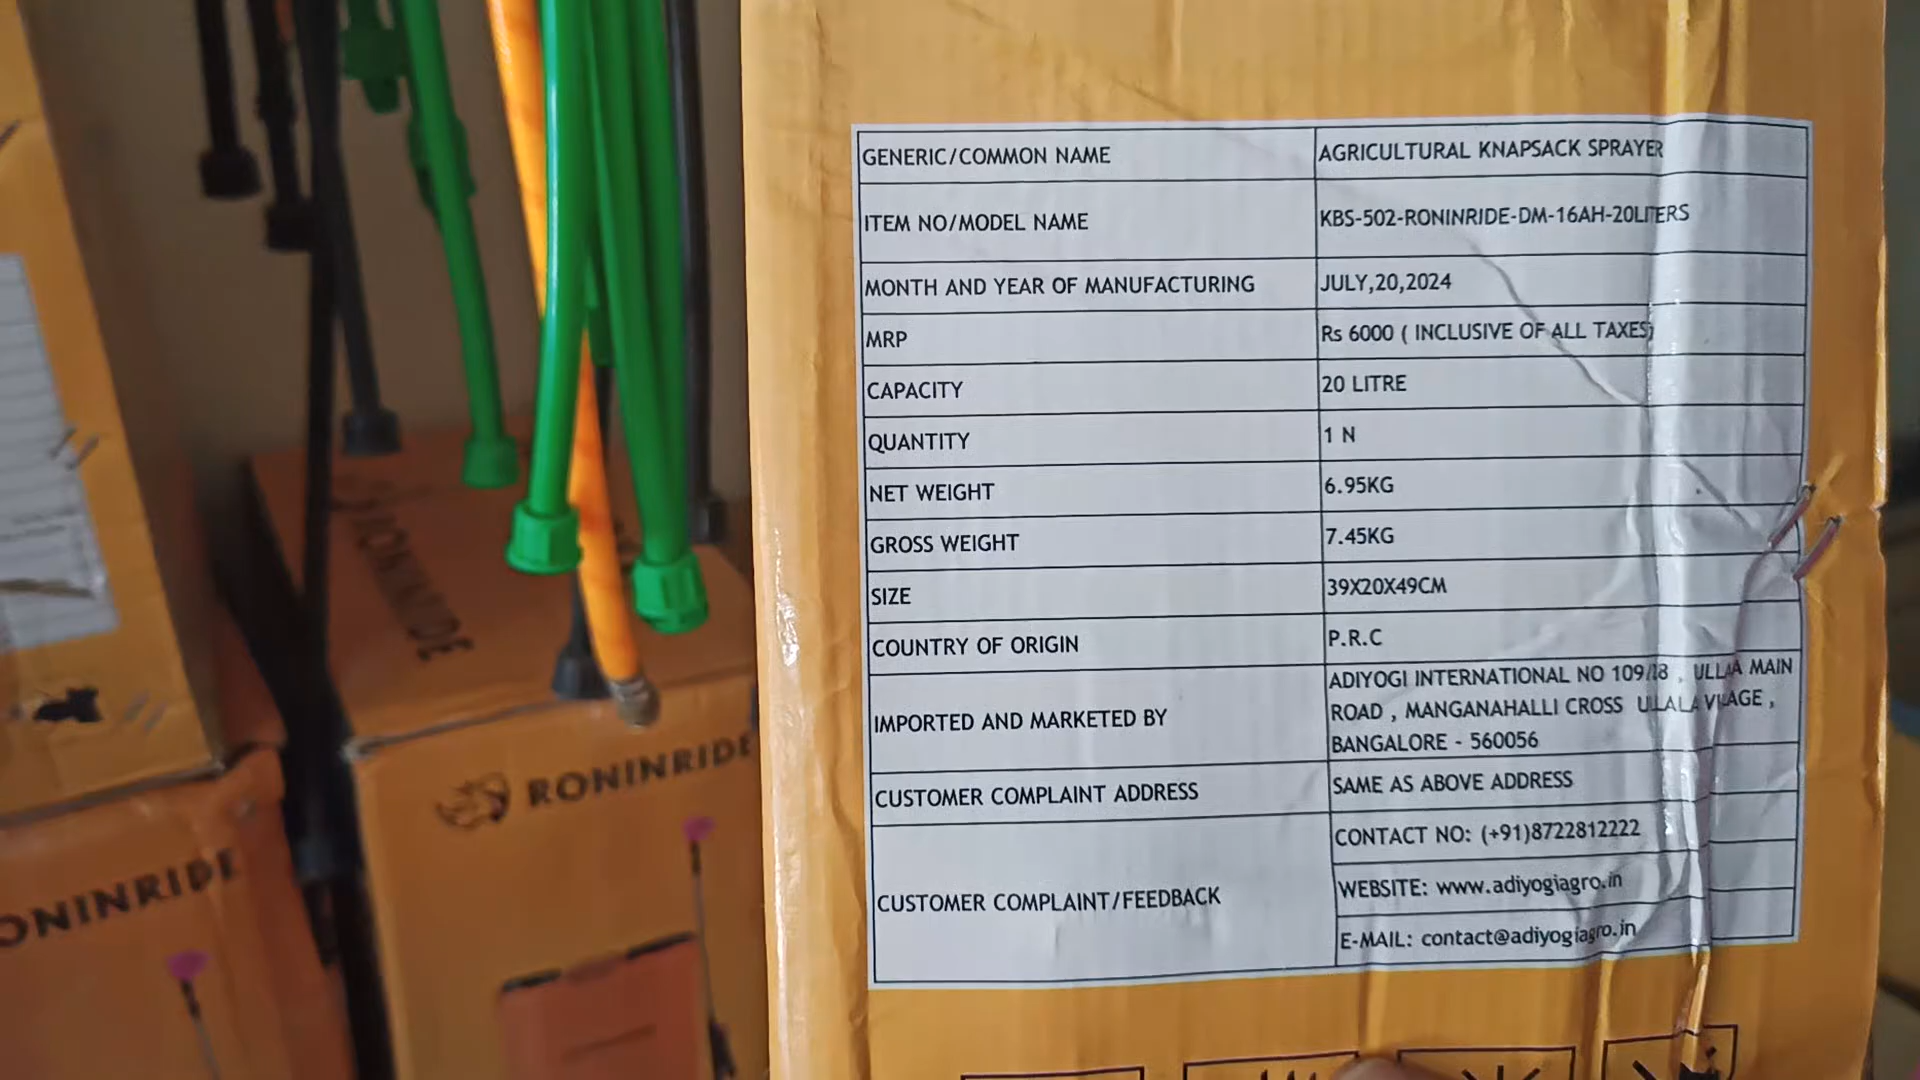 GENERIC/COMMON NAME AGRICULTURAL KNAPSACK SPRAYER
ITEM NO/MODEL NAME KBS-502-RONINRIDE-DM-16AH-20LITERS
MONTH AND YEAR OF MANUFACTURING JULY,20,2024
MRP Rs 6000 ( INCLUSIVE OF ALL TAXES)
CAPACITY 20 LITRE
QUANTITY 1 N
NET WEIGHT 6.95KG
GROSS WEIGHT 7.45KG
SIZE 39X20X49CM
COUNTRY OF ORIGIN P.R.C
IMPORTED AND MARKETED BY
ADIYOGI INTERNATIONAL NO 109/18 , MAIN
ROAD , MANGANAHALLI CROSS
BANGALORE - 560056
CUSTOMER COMPLAINT ADDRESS SAME AS ABOVE ADDRESS
CUSTOMER COMPLAINT/FEEDBACK
CONTACT NO: (+91)8722812222
WEBSITE: www.adiyogiagro.in
E-MAIL: contact@adiyogiagro.in
RONINRIDE
RONINRIDE
ONINRIDE